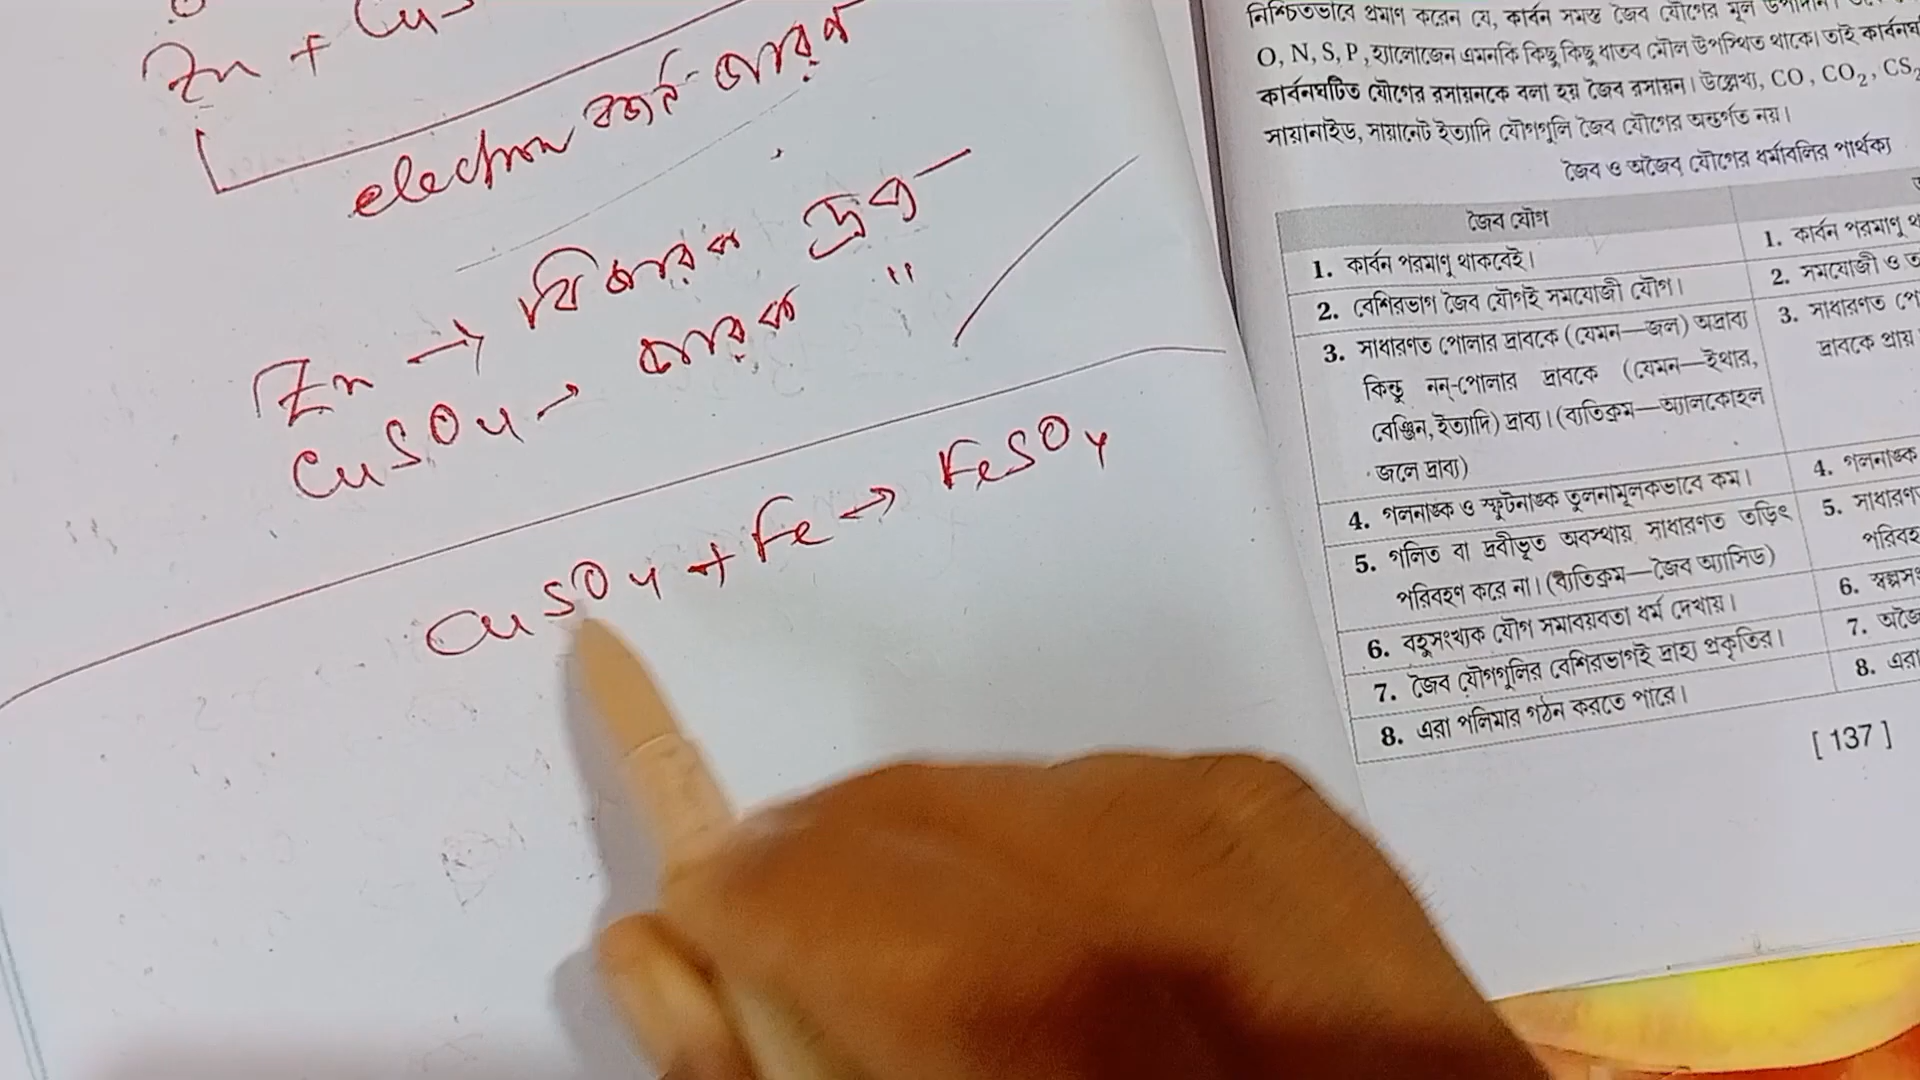 Zn + Cu
electron বর্জন জারণ
Zn → বিজারক দ্রব্য
CuSO4 → জারক "
CuSO4 + Fe → FeSO4
নিশ্চিতভাবে প্রমাণ করেন যে, কার্বন সমস্ত জৈব যৌগের মূল উপাদান।
O, N, S, P, হ্যালোজেন এমনকি কিছু কিছু ধাতব মৌল উপস্থিত থাকে। তাই কার্বনঘ
কার্বনঘটিত যৌগের রসায়নকে বলা হয় জৈব রসায়ন। উল্লেখ্য, CO, CO2, CS2
সায়ানাইড, সায়ানেট ইত্যাদি যৌগগুলি জৈব যৌগের অন্তর্গত নয়।
জৈব ও অজৈব যৌগের ধর্মাবলির পার্থক্য
জৈব যৌগ
1. কার্বন পরমাণু থাকবেই।
2. বেশিরভাগ জৈব যৌগই সমযোজী যৌগ।
3. সাধারণত পোলার দ্রাবকে (যেমন—জল) অদ্রাব্য
কিন্তু নন্-পোলার দ্রাবকে (যেমন—ইথার,
বেঞ্জিন, ইত্যাদি) দ্রাব্য। (ব্যতিক্রম—অ্যালকোহল
জলে দ্রাব্য)
4. গলনাঙ্ক ও স্ফুটনাঙ্ক তুলনামূলকভাবে কম।
5. গলিত বা দ্রবীভূত অবস্থায় সাধারণত তড়িৎ
পরিবহণ করে না। (ব্যতিক্রম—জৈব অ্যাসিড)
6. বহুসংখ্যক যৌগ সমাবয়বতা ধর্ম দেখায়।
7. জৈব যৌগগুলির বেশিরভাগই দাহ্য প্রকৃতির।
8. এরা পলিমার গঠন করতে পারে।
1. কার্বন পরমাণু থ
2. সমযোজী ও ত
3. সাধারণত পো
দ্রাবকে প্রায়
4. গলনাঙ্ক
5. সাধারণ
পরিবহ
6. স্বল্পস
7. অজৈ
8. এরা
[ 137 ]